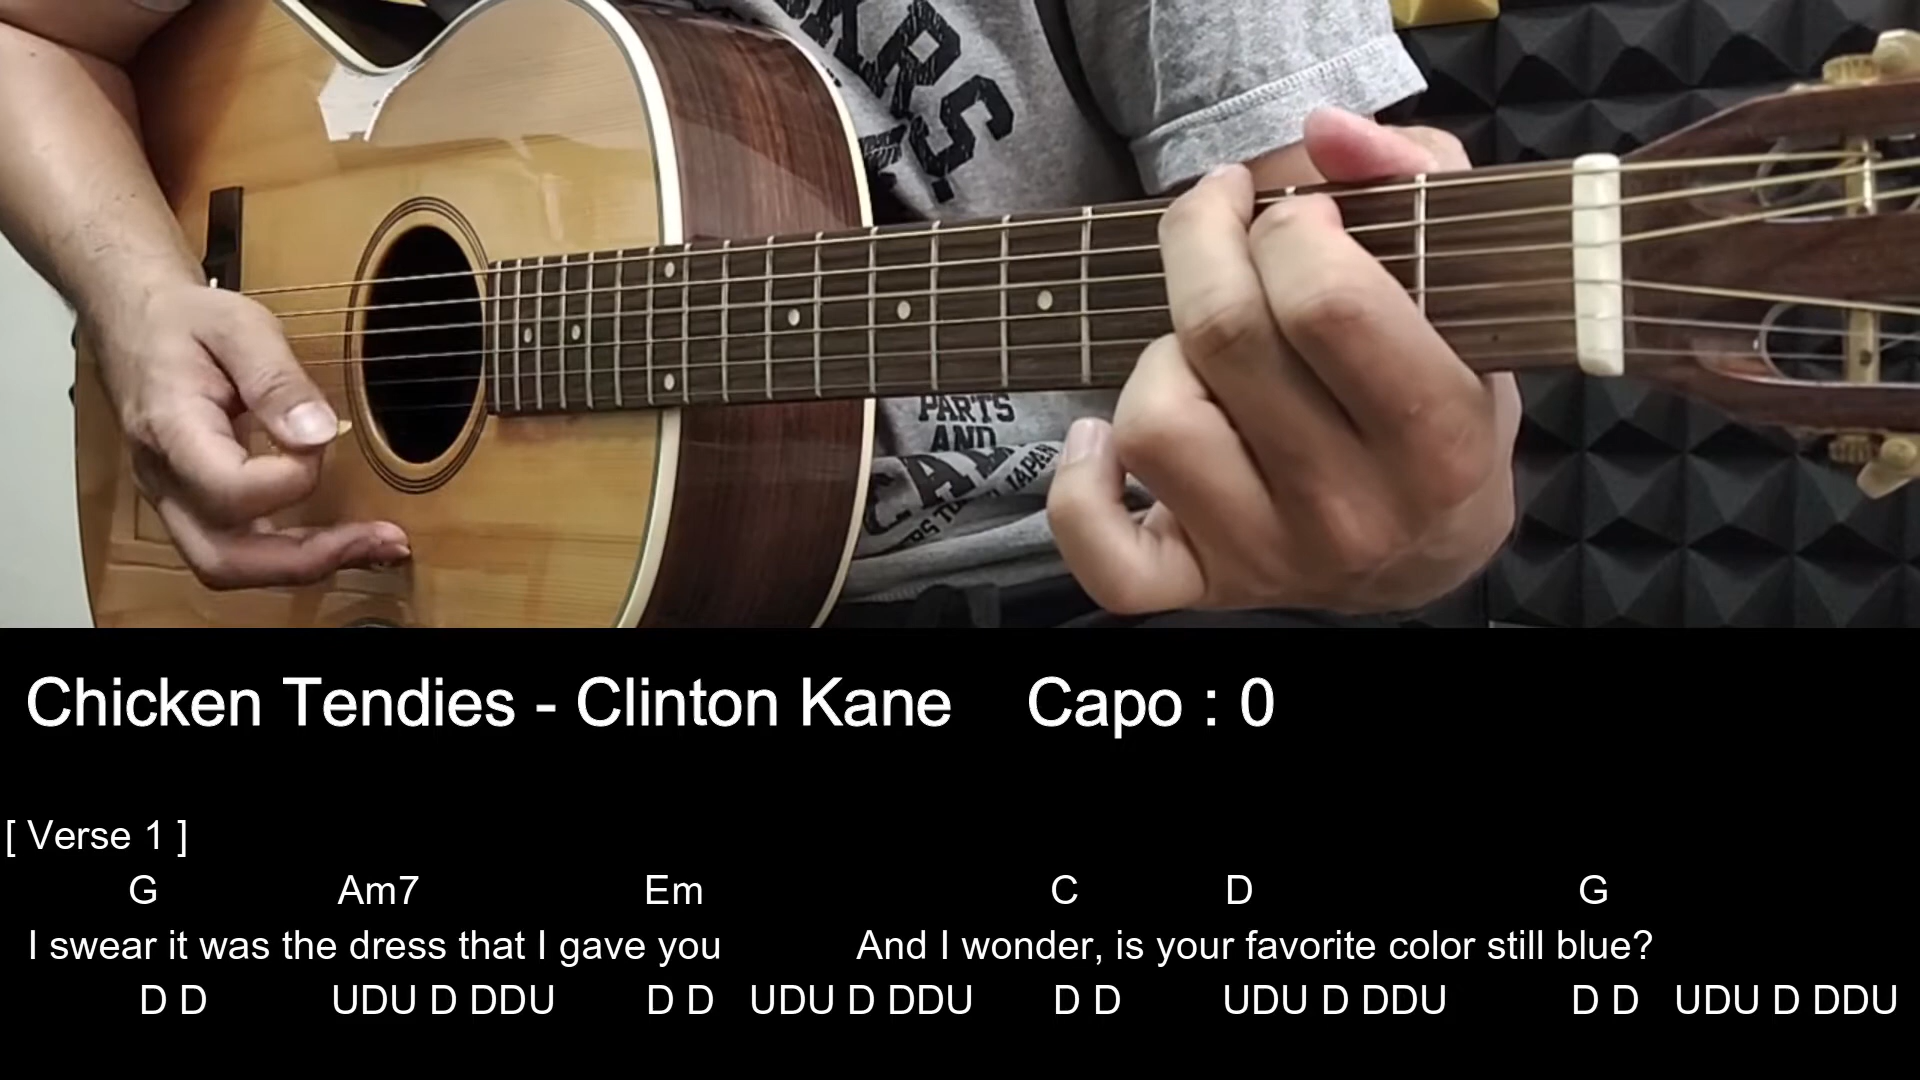 KRS
PARTS
AND
JAPAN
Chicken Tendies - Clinton Kane Capo : 0
[ Verse 1 ]
G Am7 Em C D G
I swear it was the dress that I gave you And I wonder, is your favorite color still blue?
D D UDU D DDU D D UDU D DDU D D UDU D DDU D D UDU D DDU